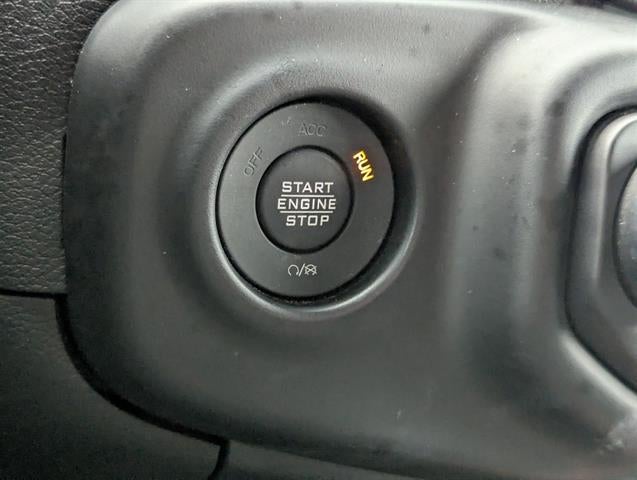 ACC
OFF
RUN
START
ENGINE
STOP